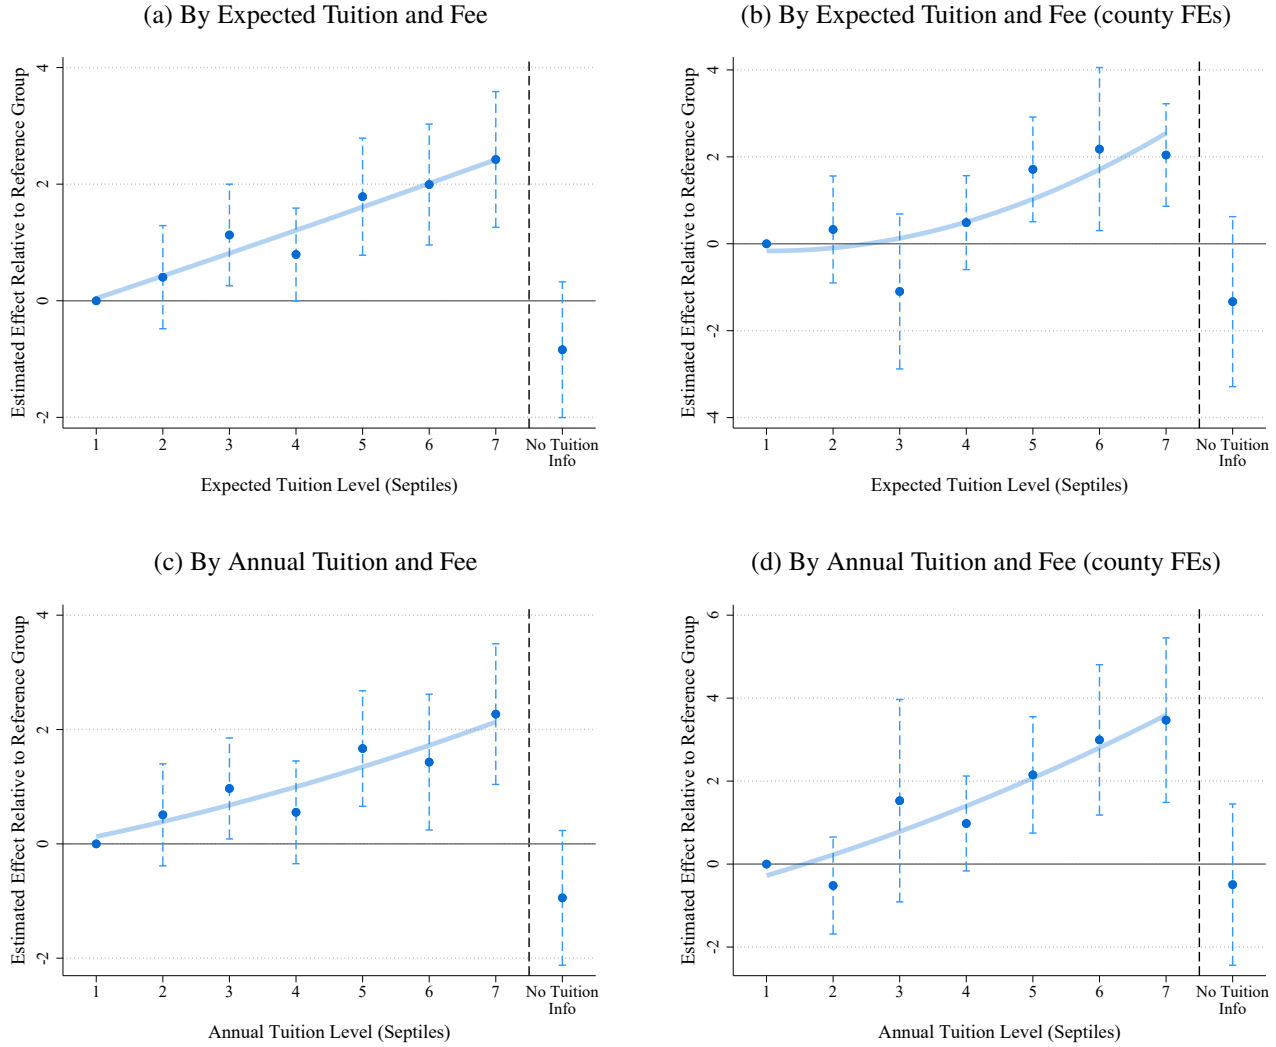 (a) By Expected Tuition and Fee
Estimated Effect Relative to Reference Group
4
2
0
-2
1 2 3 4 5 6 7 No Tuition
Info
Expected Tuition Level (Septiles)
(b) By Expected Tuition and Fee (county FEs)
Estimated Effect Relative to Reference Group
4
2
0
-2
-4
1 2 3 4 5 6 7 No Tuition
Info
Expected Tuition Level (Septiles)
(c) By Annual Tuition and Fee
Estimated Effect Relative to Reference Group
4
2
0
-2
1 2 3 4 5 6 7 No Tuition
Info
Annual Tuition Level (Septiles)
(d) By Annual Tuition and Fee (county FEs)
Estimated Effect Relative to Reference Group
6
4
2
0
-2
1 2 3 4 5 6 7 No Tuition
Info
Annual Tuition Level (Septiles)